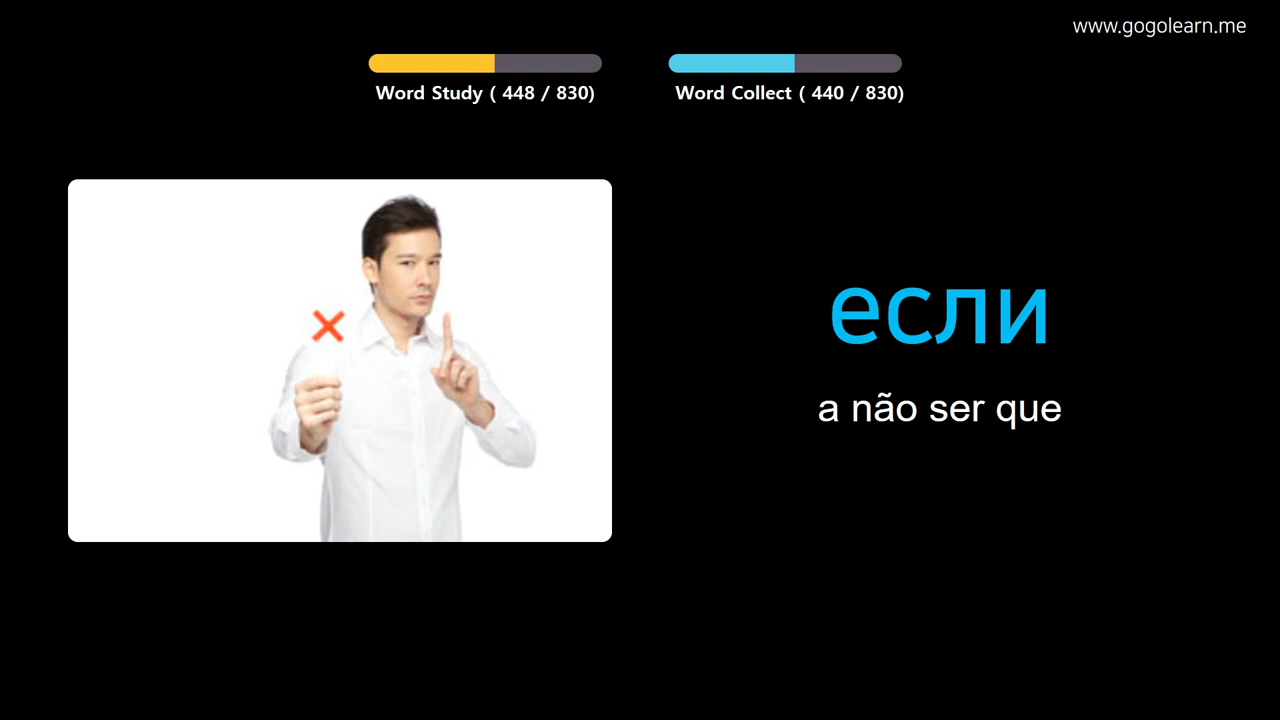 www.gogolearn.me
Word Study ( 448 / 830)
Word Collect ( 440 / 830)
если
a não ser que